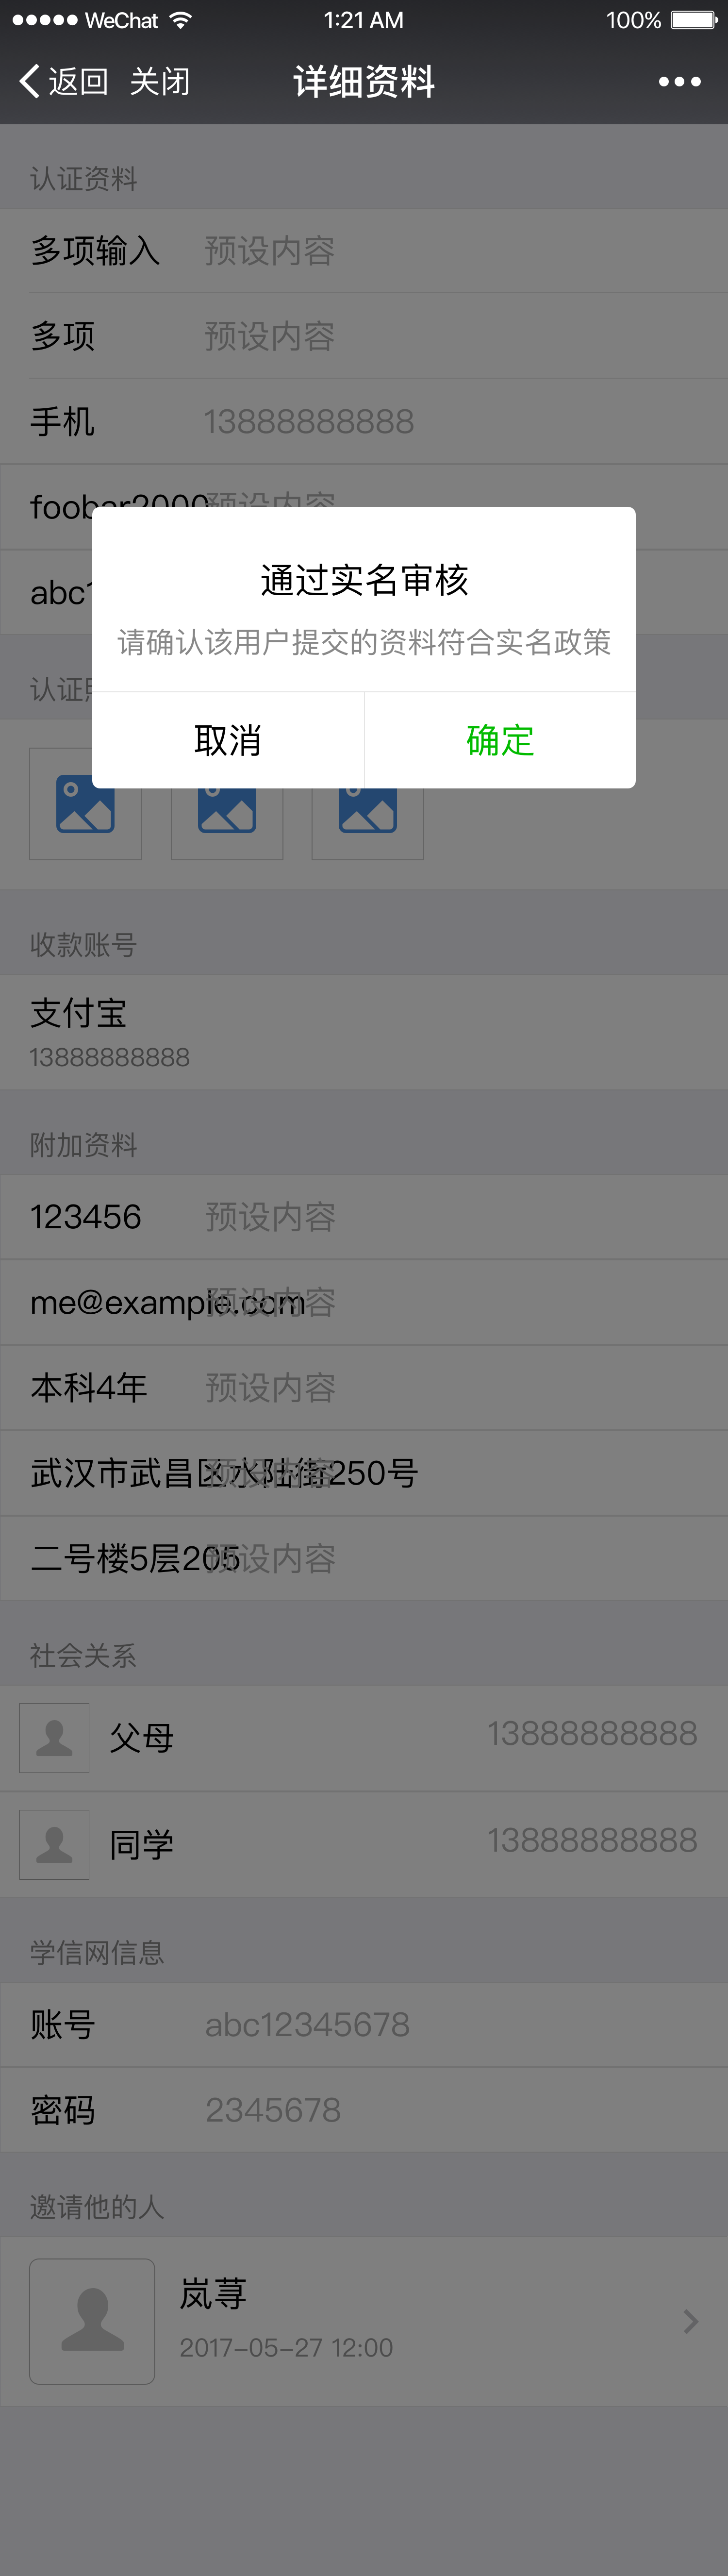 WeChat 1:21 AM 100%
返回 关闭 详细资料
认证资料
多项输入 预设内容
多项 预设内容
手机 13888888888
foobar2000 预设内容
abc
通过实名审核
请确认该用户提交的资料符合实名政策
认证
取消 确定
收款账号
支付宝
13888888888
附加资料
123456 预设内容
me@example.com 预设内容
本科4年 预设内容
武汉市武昌区水陆街250号 预设内容
二号楼5层205 预设内容
社会关系
父母 13888888888
同学 13888888888
学信网信息
账号 abc12345678
密码 2345678
邀请他的人
岚荨
2017-05-27 12:00